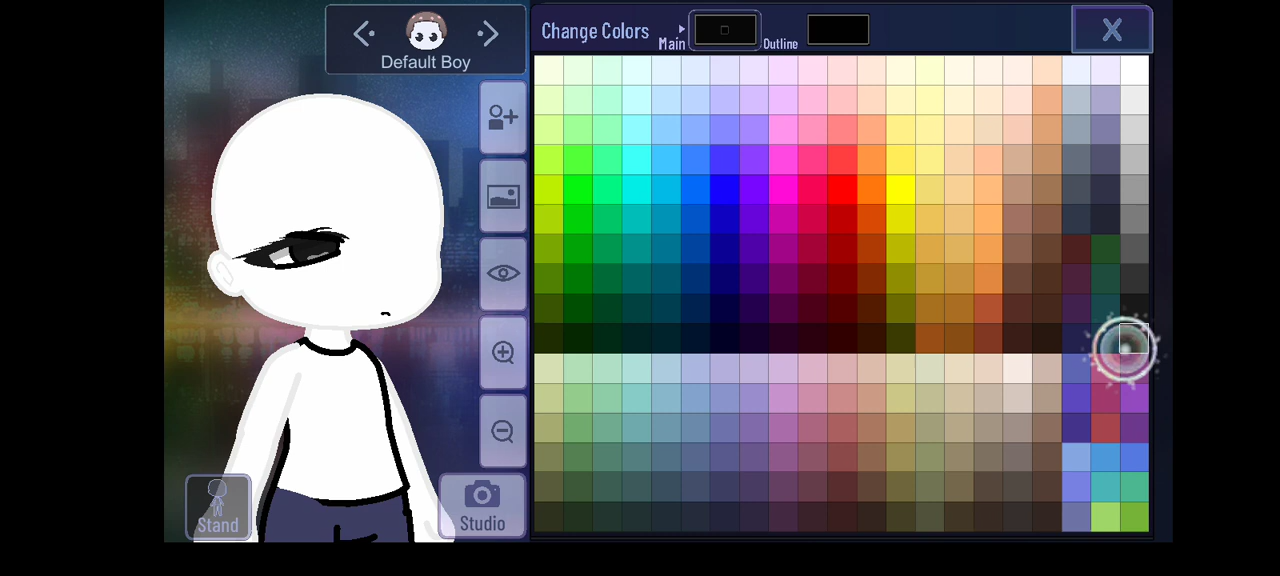 Default Boy
Change Colors
Main
Outline
X
Stand
Studio